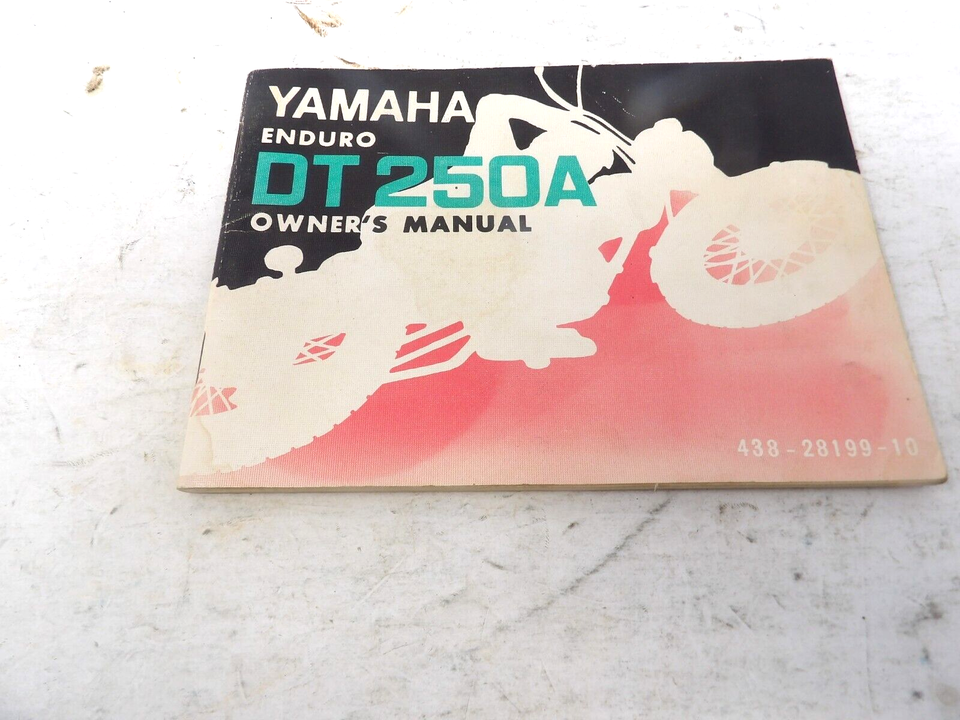 YAMAHA
ENDURO
DT 250A
OWNER'S MANUAL
438-28199-10